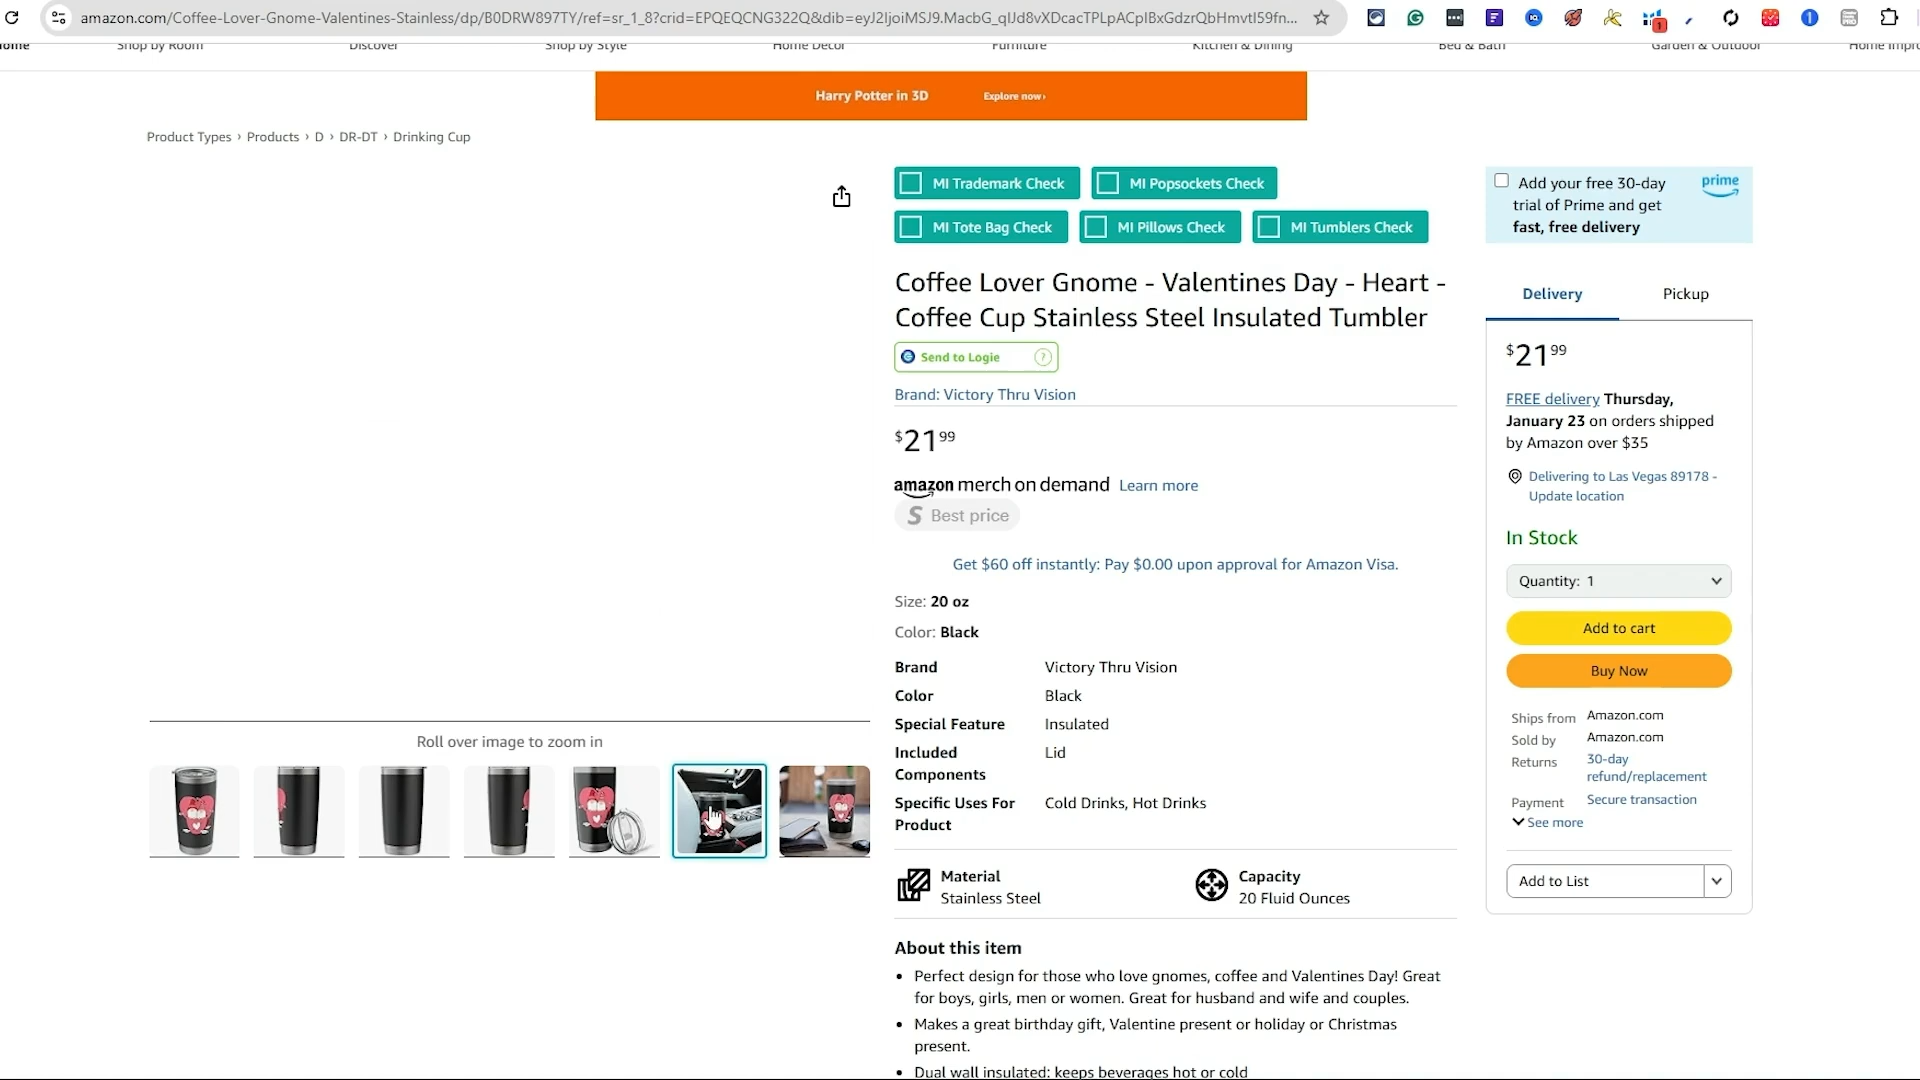 amazon.com/Coffee-Lover-Gnome-Valentines-Stainless/dp/B0DRW897TY/ref=sr_1_8?crid=EPQEQCNG322Q&dib=eyJ2IjoiMSJ9.MacbG_qIJd8vXDcacTPLpACpIBxGdzrQbHmvtI59fn...
Shop by Room Discover Shop by Style Home Décor Furniture Kitchen & Dining Bed & Bath Garden & Outdoor
Harry Potter in 3D Explore now ›
Product Types › Products › D › DR-DT › Drinking Cup
MI Trademark Check MI Popsockets Check
MI Tote Bag Check MI Pillows Check MI Tumblers Check
Coffee Lover Gnome - Valentines Day - Heart -
Coffee Cup Stainless Steel Insulated Tumbler
Send to Logie ?
Brand: Victory Thru Vision
$21 99
amazon merch on demand Learn more
S Best price
Get $60 off instantly: Pay $0.00 upon approval for Amazon Visa.
Size: 20 oz
Color: Black
Brand Victory Thru Vision
Color Black
Special Feature Insulated
Included Lid
Components
Specific Uses For Cold Drinks, Hot Drinks
Product
Material
Stainless Steel
Capacity
20 Fluid Ounces
About this item
• Perfect design for those who love gnomes, coffee and Valentines Day! Great
for boys, girls, men or women. Great for husband and wife and couples.
• Makes a great birthday gift, Valentine present or holiday or Christmas
present.
• Dual wall insulated: keeps beverages hot or cold
Roll over image to zoom in
Add your free 30-day
trial of Prime and get
fast, free delivery
prime
Delivery Pickup
$21 99
FREE delivery Thursday,
January 23 on orders shipped
by Amazon over $35
Delivering to Las Vegas 89178 -
Update location
In Stock
Quantity: 1
Add to cart
Buy Now
Ships from Amazon.com
Sold by Amazon.com
Returns 30-day
refund/replacement
Payment Secure transaction
See more
Add to List